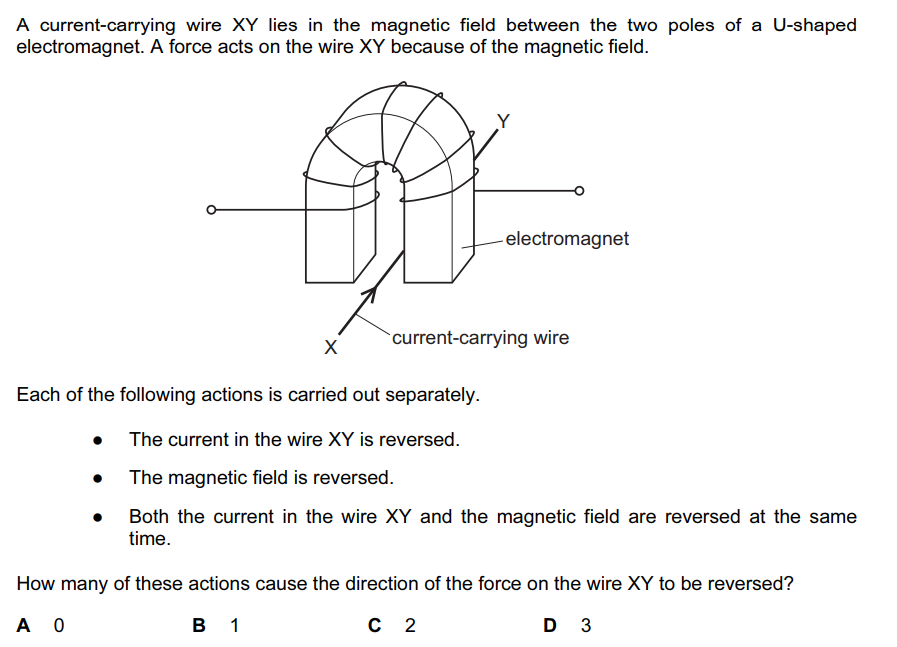 A current-carrying wire XY lies in the magnetic field between the two poles of a U-shaped
electromagnet. A force acts on the wire XY because of the magnetic field.
Y
electromagnet
current-carrying wire
X
Each of the following actions is carried out separately.
● The current in the wire XY is reversed.
● The magnetic field is reversed.
● Both the current in the wire XY and the magnetic field are reversed at the same
time.
How many of these actions cause the direction of the force on the wire XY to be reversed?
A 0 B 1 C 2 D 3